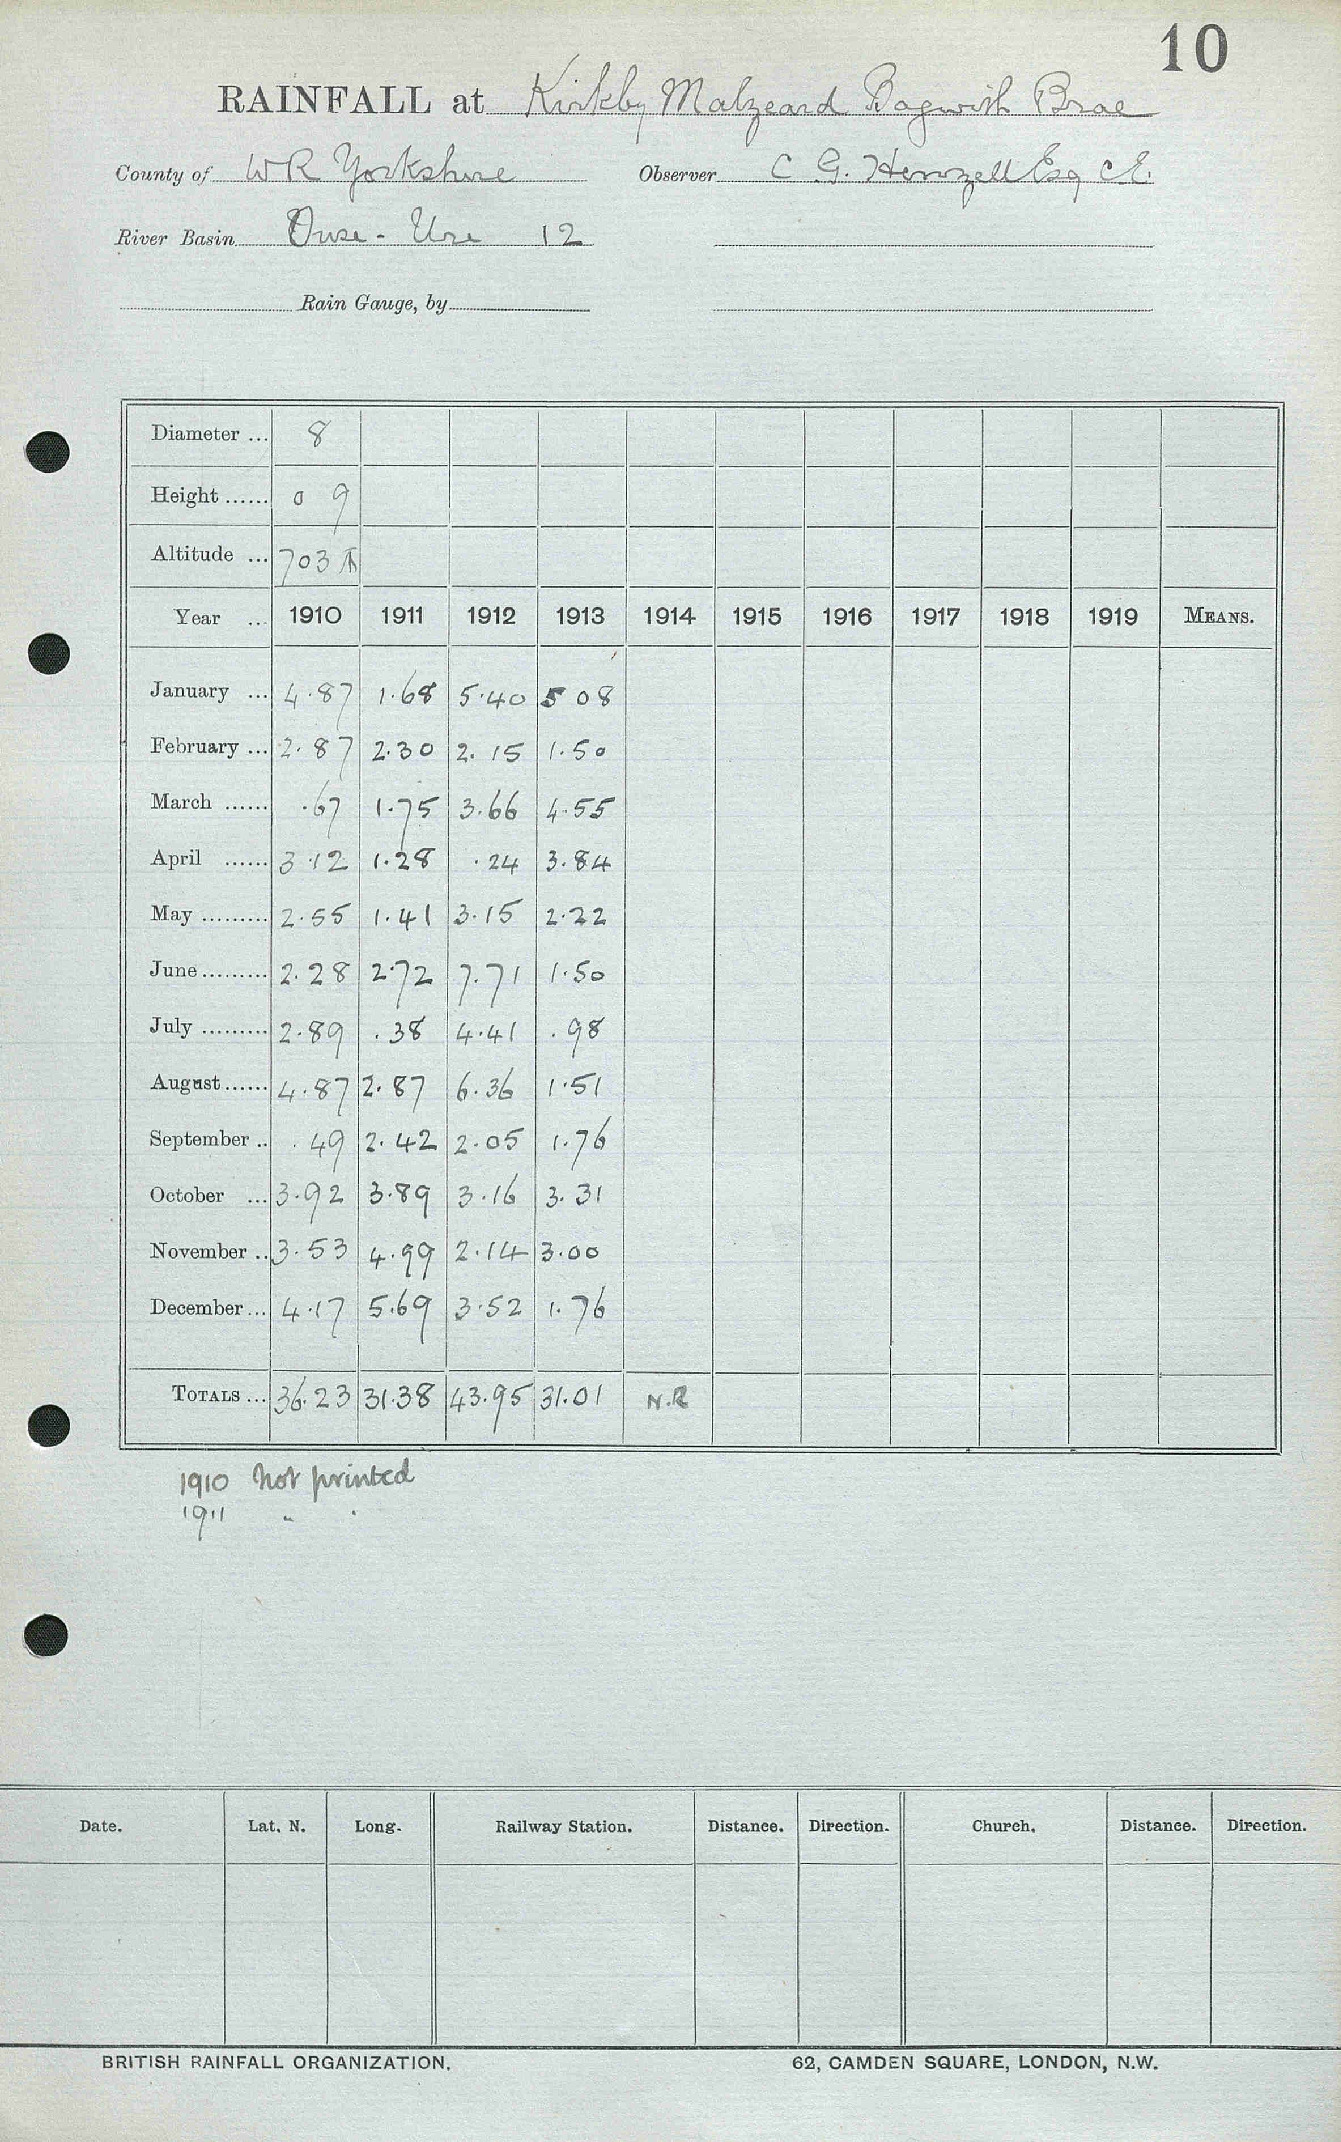 10
RAINFALL at Kirkby Malzeard Bagwith Brae
County of WR Yorkshire Observer C G. Henzell Esq CE.
River Basin Ouse - Ure 12
Rain Gauge, by
Diameter ... 8
Height ...... 0 9
Altitude ... 703 T
Year ... 1910 1911 1912 1913 1914 1915 1916 1917 1918 1919 MEANS.
January ... 4.87 1.68 5.40 5 08
February ... 2.87 2.30 2.15 1.50
March ...... .67 1.75 3.66 4.55
April ...... 3.12 1.28 .24 3.84
May ......... 2.55 1.41 3.15 2.22
June ......... 2.28 2.72 7.71 1.50
July ......... 2.89 .38 4.41 .98
August ...... 4.87 2.87 6.36 1.51
September .. .49 2.42 2.05 1.76
October ... 3.92 3.89 3.16 3.31
November .. 3.53 4.99 2.14 3.00
December ... 4.17 5.69 3.52 1.76
TOTALS ... 36.23 31.38 43.95 31.01 N.R
1910 Not printed
1911 " "
Date. Lat. N. Long. Railway Station. Distance. Direction. Church. Distance. Direction.
BRITISH RAINFALL ORGANIZATION. 62, CAMDEN SQUARE, LONDON, N.W.